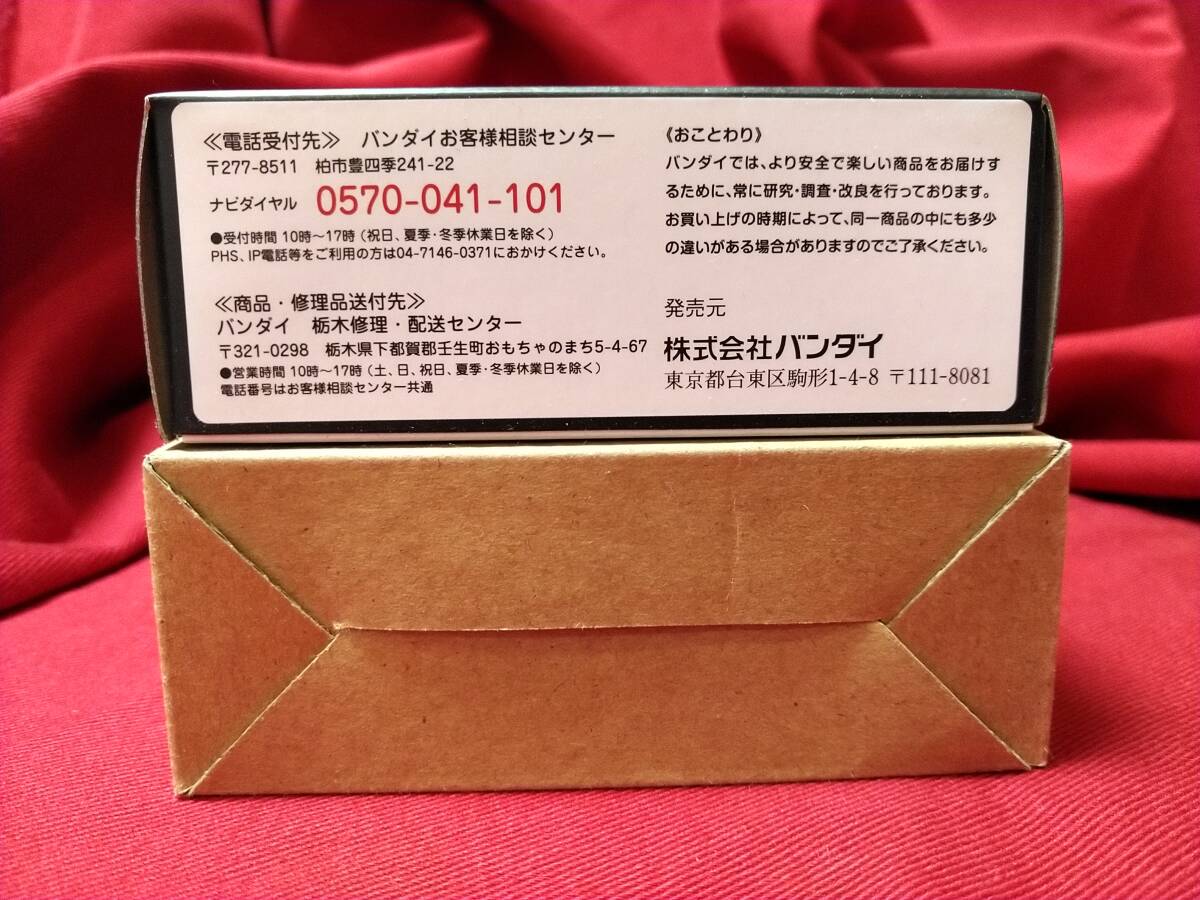 ≪電話受付先≫ バンダイお客様相談センター
〒277-8511 柏市豊四季241-22
ナビダイヤル 0570-041-101
●受付時間 10時〜17時（祝日、夏季・冬季休業日を除く）
PHS、IP電話等をご利用の方は04-7146-0371におかけください。
≪商品・修理品送付先≫
バンダイ 栃木修理・配送センター
〒321-0298 栃木県下都賀郡壬生町おもちゃのまち5-4-67
●営業時間 10時〜17時（土、日、祝日、夏季・冬季休業日を除く）
電話番号はお客様相談センター共通
《おことわり》
バンダイでは、より安全で楽しい商品をお届けす
るために、常に研究・調査・改良を行っております。
お買い上げの時期によって、同一商品の中にも多少
の違いがある場合がありますのでご了承ください。
発売元
株式会社バンダイ
東京都台東区駒形1-4-8 〒111-8081